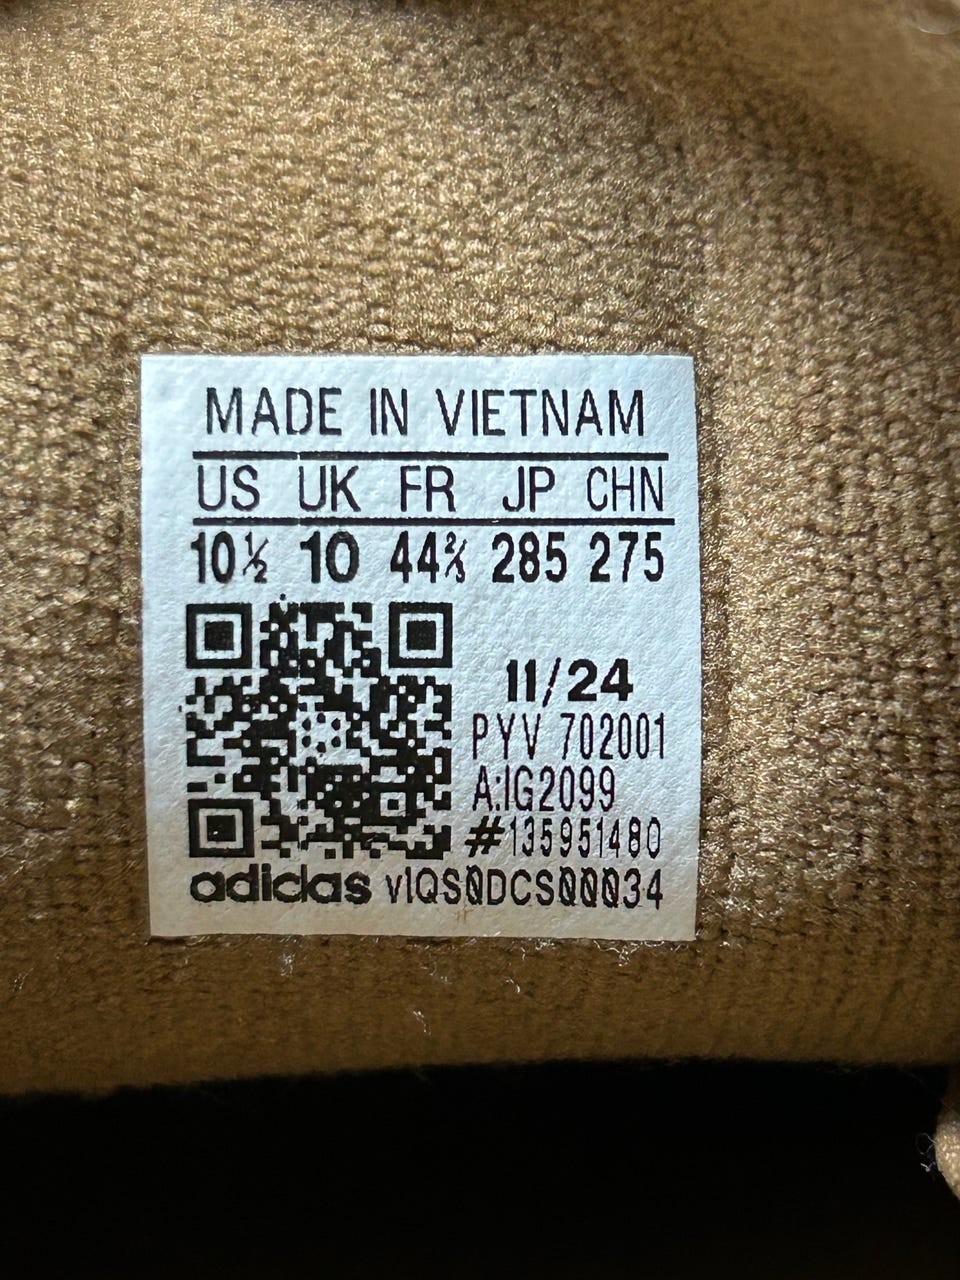 MADE IN VIETNAM
US UK FR JP CHN
10½ 10 44⅔ 285 275
11/24
PYV 702001
A:IG2099
#135951480
adidas vIQS0DCS00034